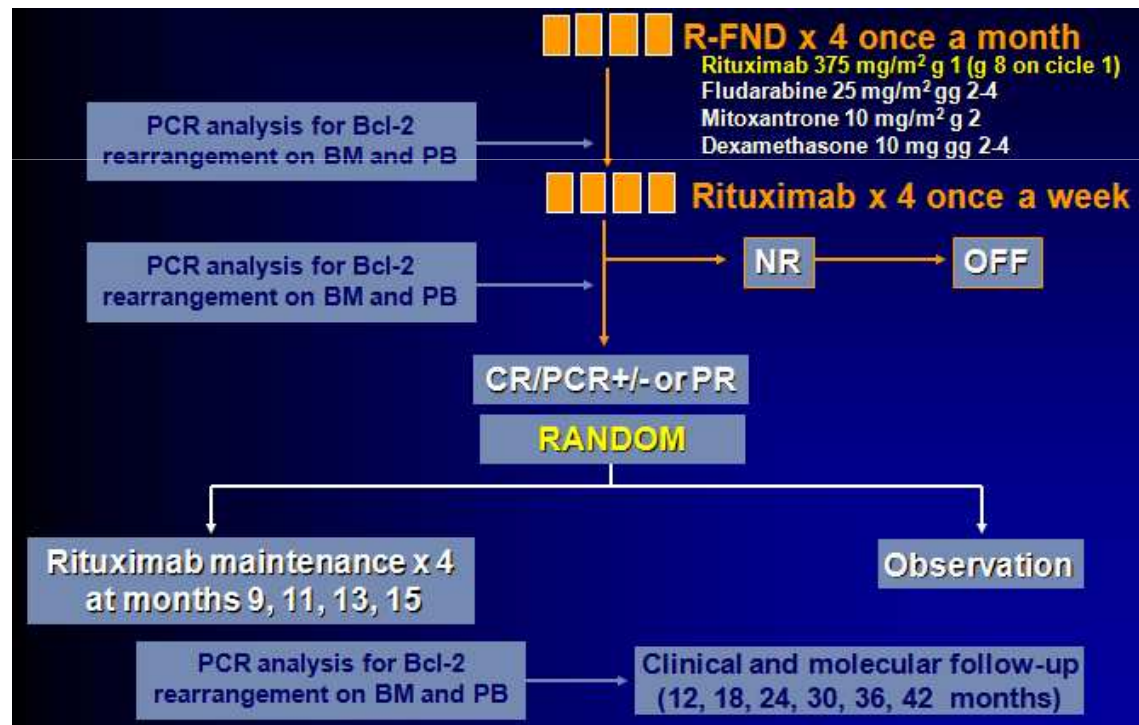 R-FND x 4 once a month
Rituximab 375 mg/m² g 1 (g 8 on cicle 1)
Fludarabine 25 mg/m² gg 2-4
Mitoxantrone 10 mg/m² g 2
Dexamethasone 10 mg gg 2-4
PCR analysis for Bcl-2
rearrangement on BM and PB
Rituximab x 4 once a week
PCR analysis for Bcl-2
rearrangement on BM and PB
NR
OFF
CR/PCR+/- or PR
RANDOM
Rituximab maintenance x 4
at months 9, 11, 13, 15
Observation
PCR analysis for Bcl-2
rearrangement on BM and PB
Clinical and molecular follow-up
(12, 18, 24, 30, 36, 42 months)